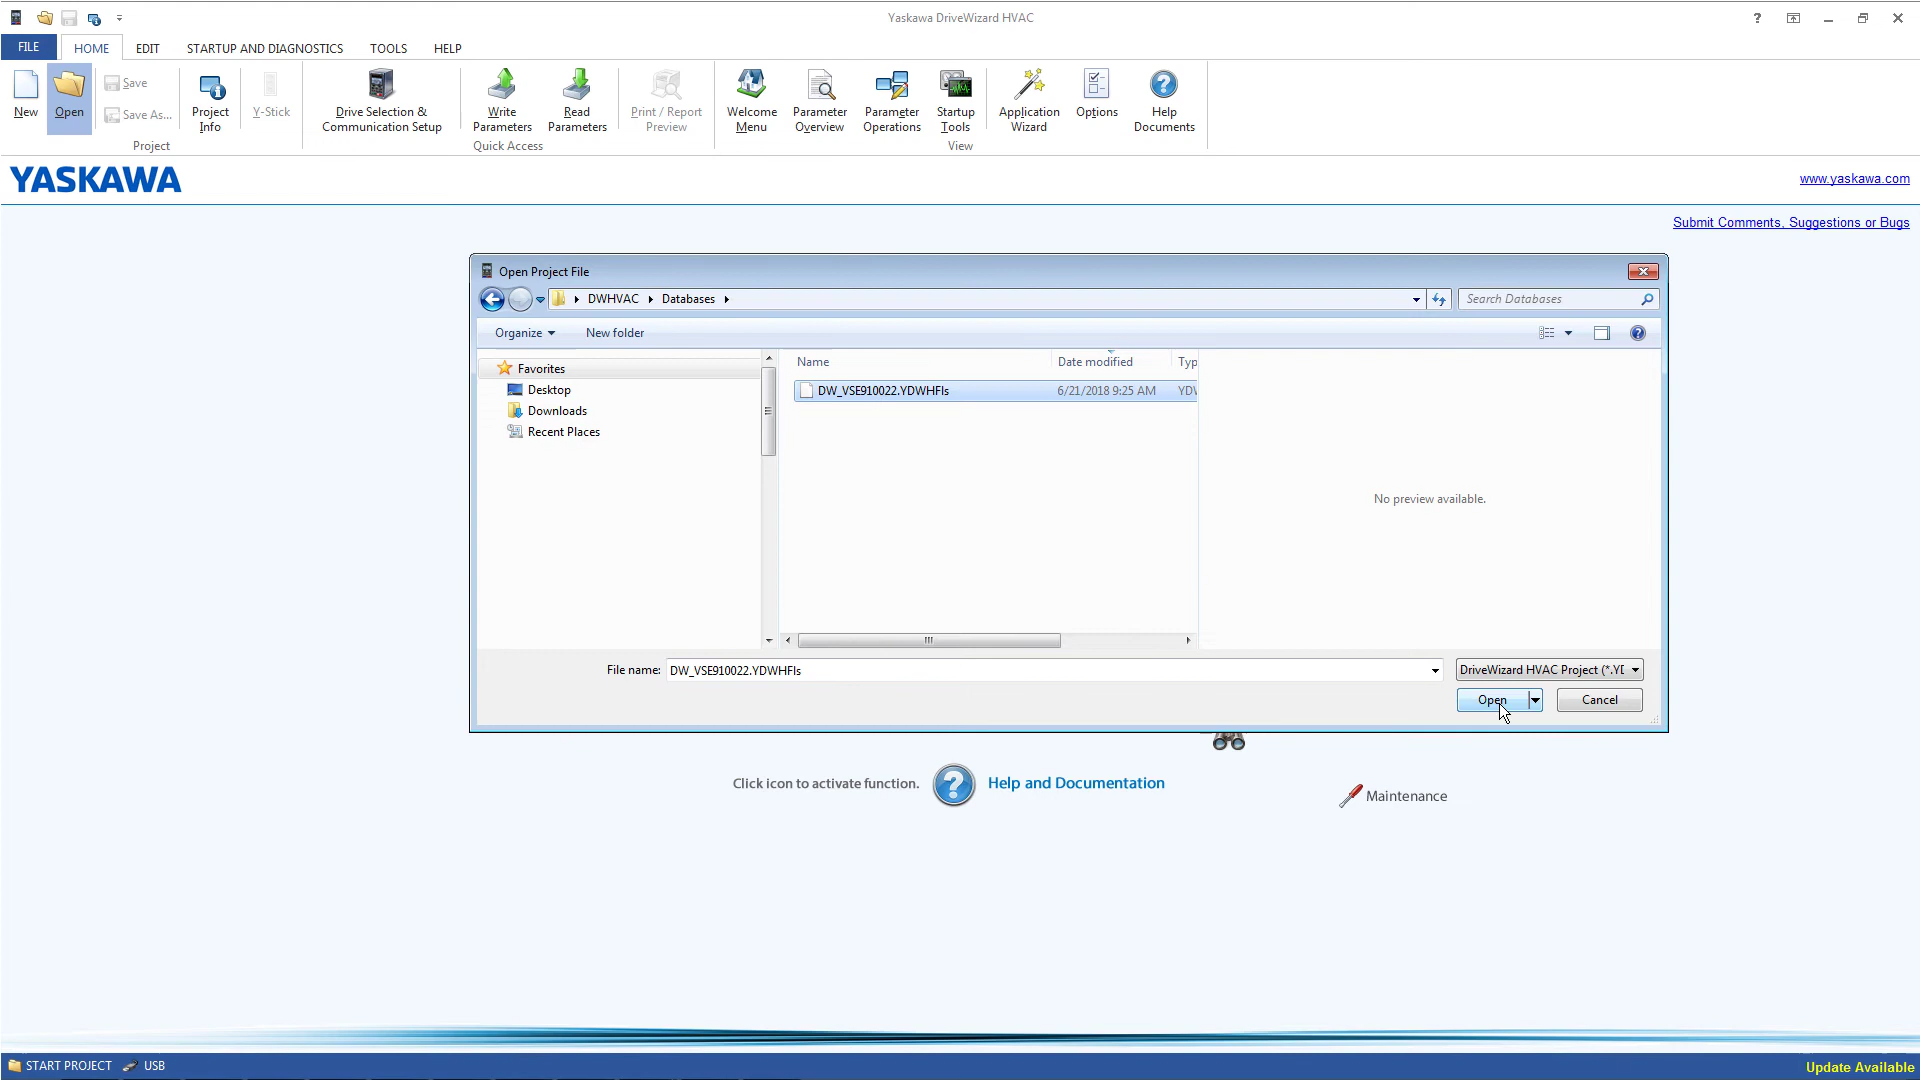 Yaskawa DriveWizard HVAC
FILE HOME EDIT STARTUP AND DIAGNOSTICS TOOLS HELP
New
Open
Save
Save As...
Project
Info
Y-Stick
Drive Selection &
Communication Setup
Write
Parameters
Read
Parameters
Print / Report
Preview
Welcome
Menu
Parameter
Overview
Parameter
Operations
Startup
Tools
Application
Wizard
Options
Help
Documents
Project
Quick Access
View
YASKAWA
www.yaskawa.com
Submit Comments, Suggestions or Bugs
Open Project File
DWHVAC
Databases
Search Databases
Organize
New folder
Favorites
Desktop
Downloads
Recent Places
Name
Date modified
Typ
DW_VSE910022.YDWHFIs
6/21/2018 9:25 AM
No preview available.
File name:
DW_VSE910022.YDWHFIs
DriveWizard HVAC Project (*.YD
Open
Cancel
Click icon to activate function.
Help and Documentation
Maintenance
START PROJECT
USB
Update Available